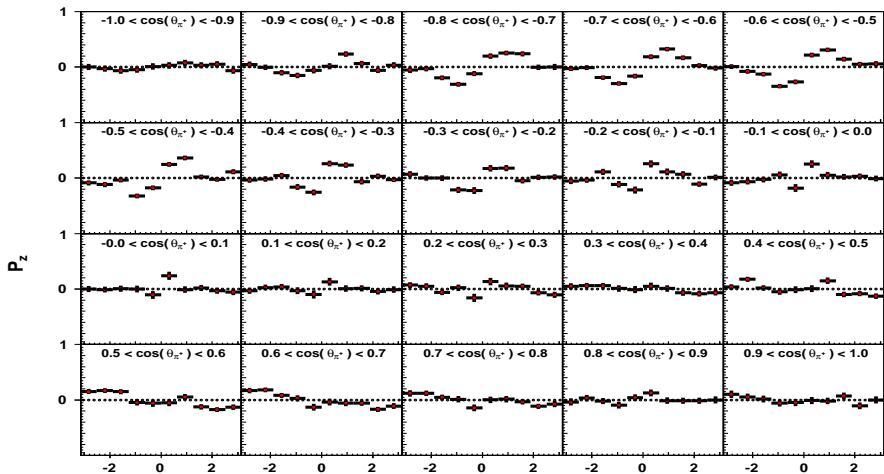 1
-1.0 < cos(θπ+) < -0.9
-0.9 < cos(θπ+) < -0.8
-0.8 < cos(θπ+) < -0.7
-0.7 < cos(θπ+) < -0.6
-0.6 < cos(θπ+) < -0.5
0
1
-0.5 < cos(θπ+) < -0.4
-0.4 < cos(θπ+) < -0.3
-0.3 < cos(θπ+) < -0.2
-0.2 < cos(θπ+) < -0.1
-0.1 < cos(θπ+) < 0.0
0
1
-0.0 < cos(θπ+) < 0.1
0.1 < cos(θπ+) < 0.2
0.2 < cos(θπ+) < 0.3
0.3 < cos(θπ+) < 0.4
0.4 < cos(θπ+) < 0.5
Pz
0
1
0.5 < cos(θπ+) < 0.6
0.6 < cos(θπ+) < 0.7
0.7 < cos(θπ+) < 0.8
0.8 < cos(θπ+) < 0.9
0.9 < cos(θπ+) < 1.0
0
-2 0 2 -2 0 2 -2 0 2 -2 0 2 -2 0 2